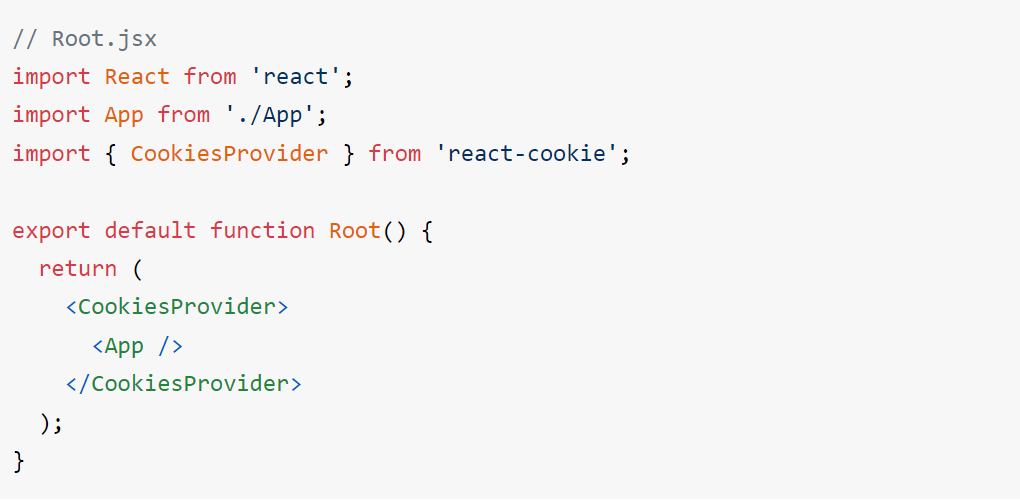 // Root.jsx
import React from 'react';
import App from './App';
import { CookiesProvider } from 'react-cookie';

export default function Root() {
  return (
    <CookiesProvider>
      <App />
    </CookiesProvider>
  );
}